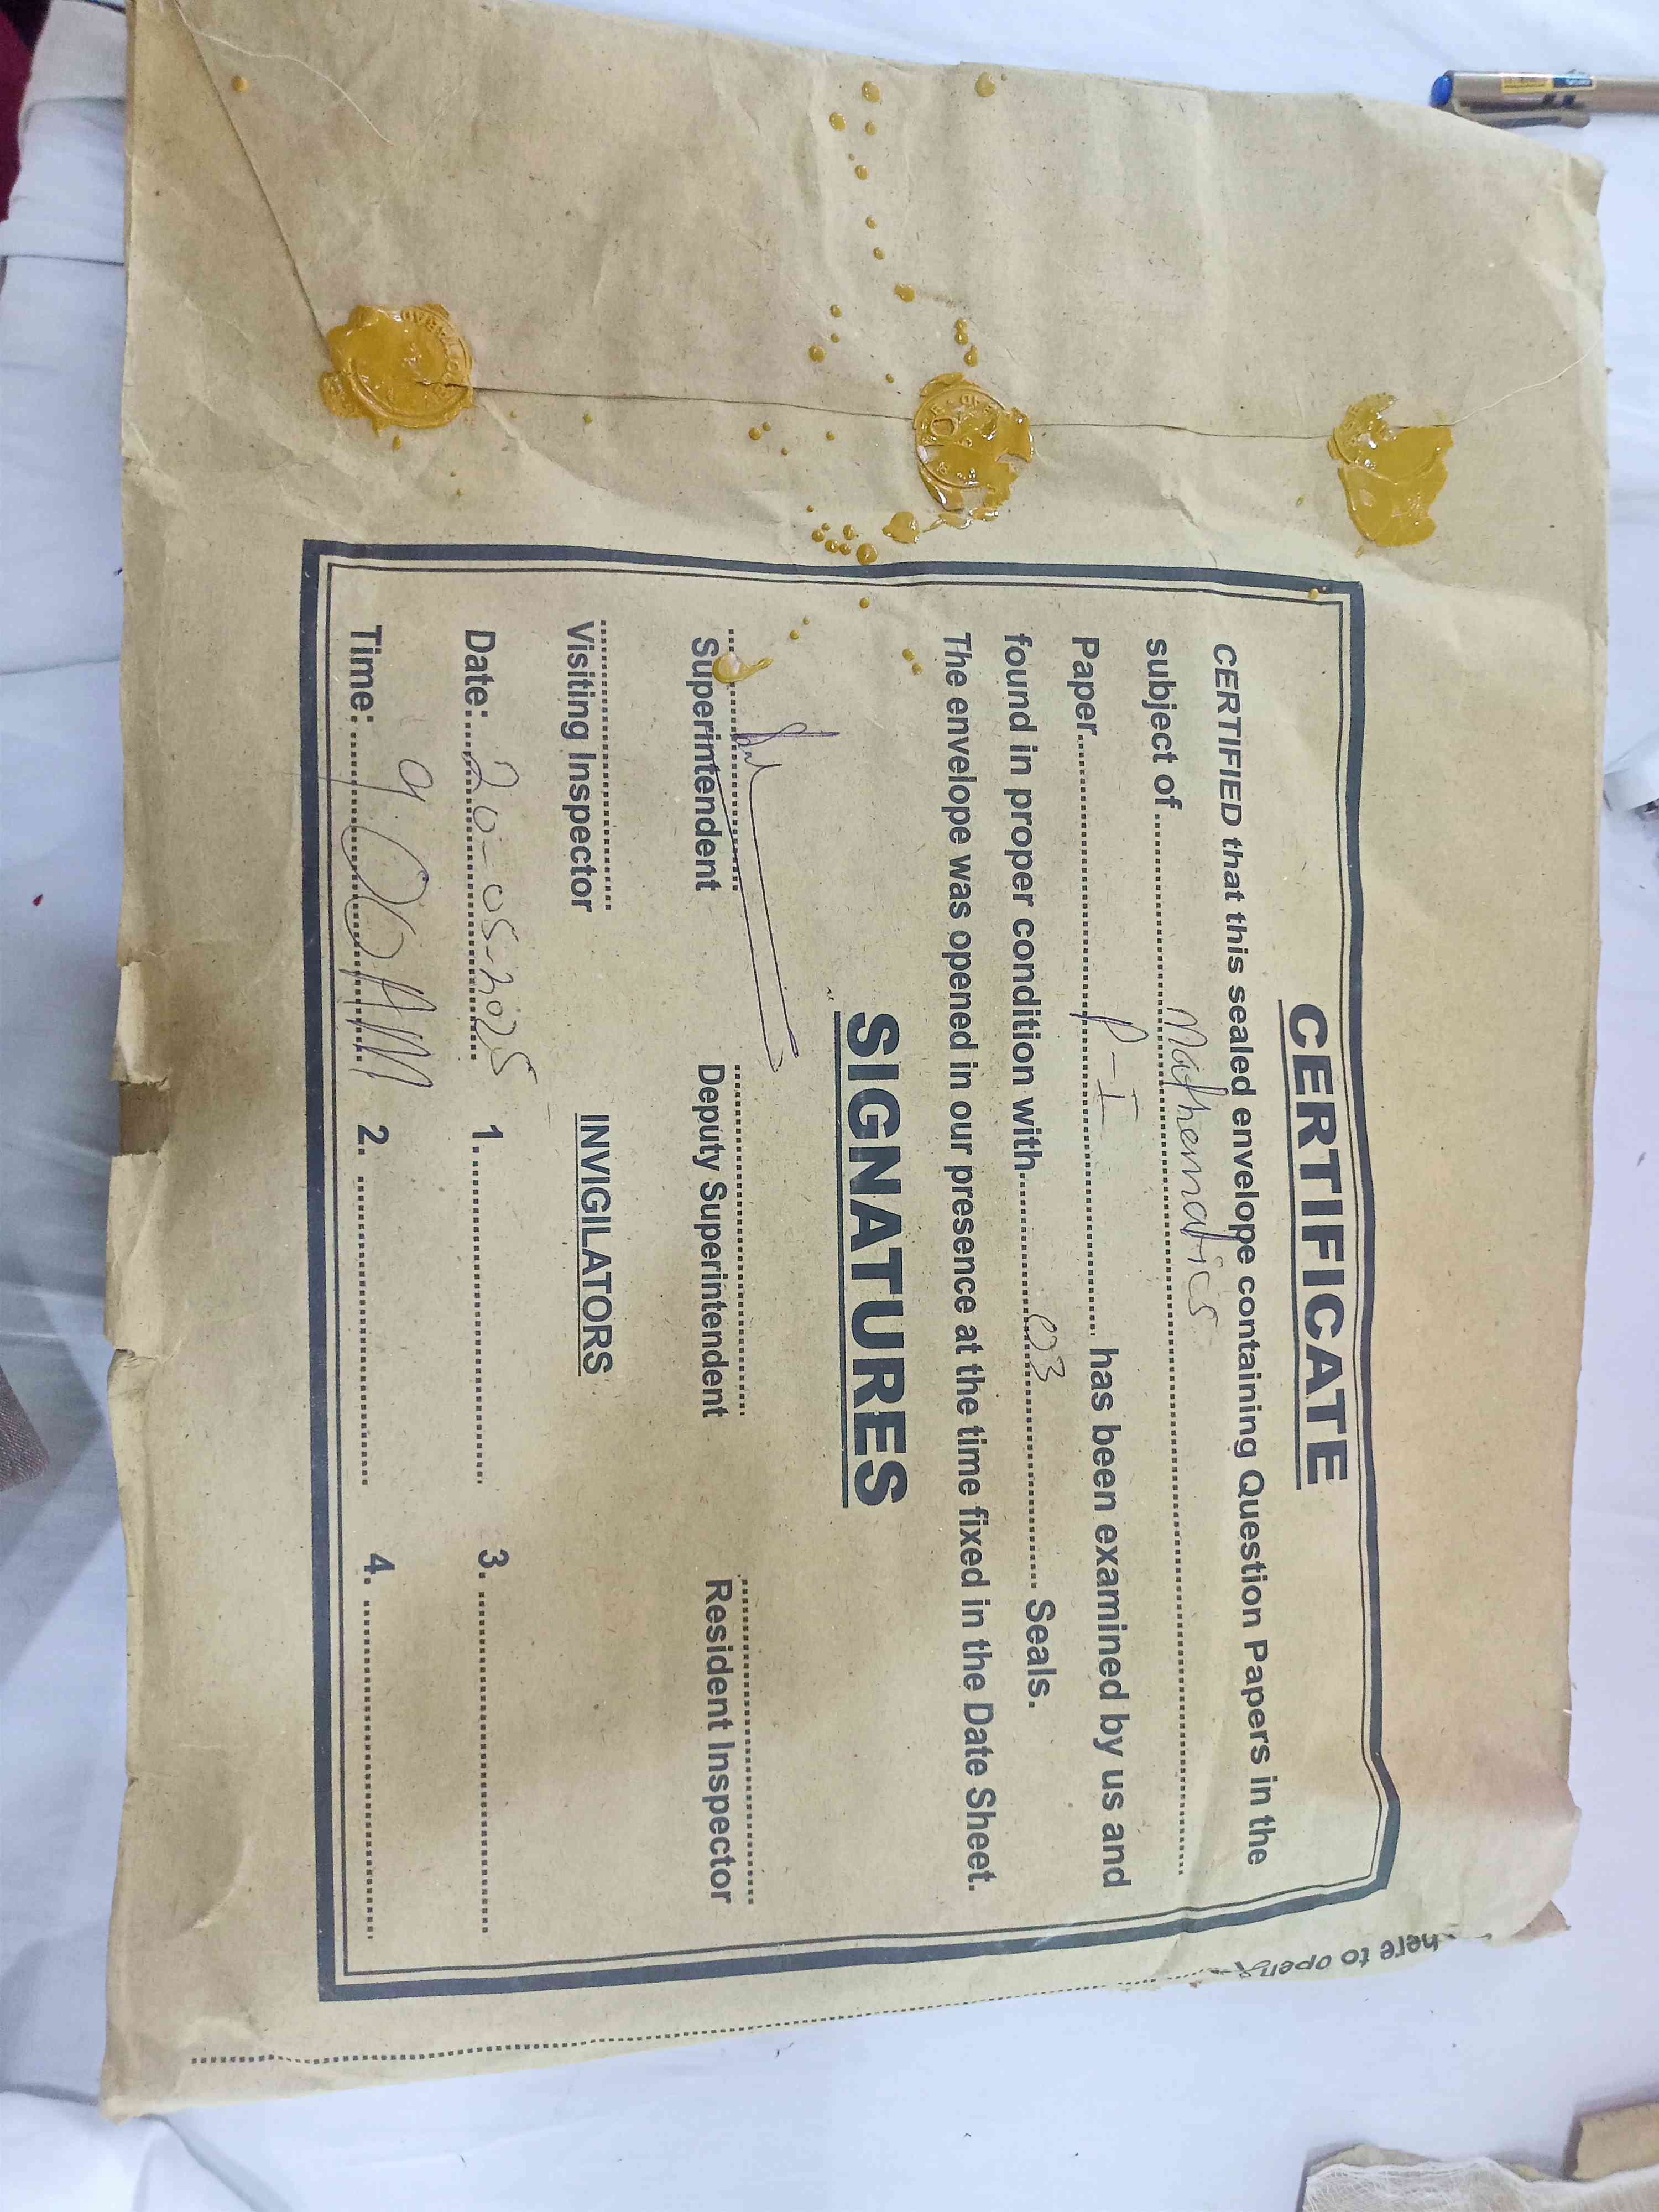 CERTIFICATE
CERTIFIED that this sealed envelope containing Question Papers in the
subject of Mathematics
Paper P-I has been examined by us and
found in proper condition with 03 Seals.
The envelope was opened in our presence at the time fixed in the Date Sheet.
SIGNATURES
Superintendent Deputy Superintendent Resident Inspector
Visiting Inspector
INVIGILATORS
Date: 20-05-2025 1. 3.
Time: 9 00 AM 2. 4.
here to open